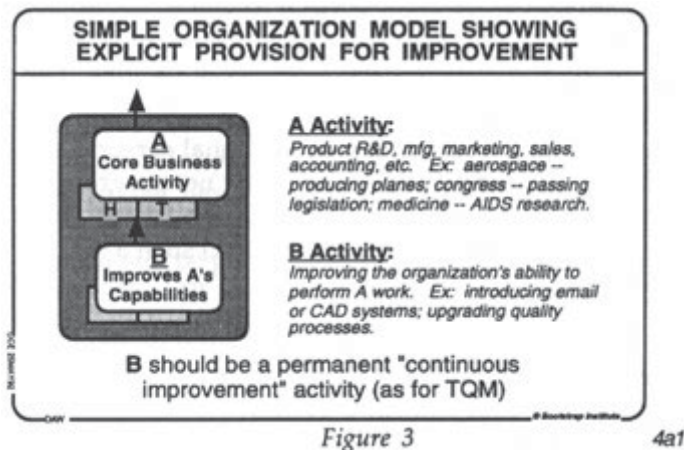 SIMPLE ORGANIZATION MODEL SHOWING
EXPLICIT PROVISION FOR IMPROVEMENT
A
Core Business
Activity
H T
B
Improves A's
Capabilities
A Activity:
Product R&D, mfg, marketing, sales,
accounting, etc. Ex: aerospace --
producing planes; congress -- passing
legislation; medicine -- AIDS research.
B Activity:
Improving the organization's ability to
perform A work. Ex: introducing email
or CAD systems; upgrading quality
processes.
B should be a permanent "continuous
improvement" activity (as for TQM)
© Bootstrap Institute
Figure 3
4a1